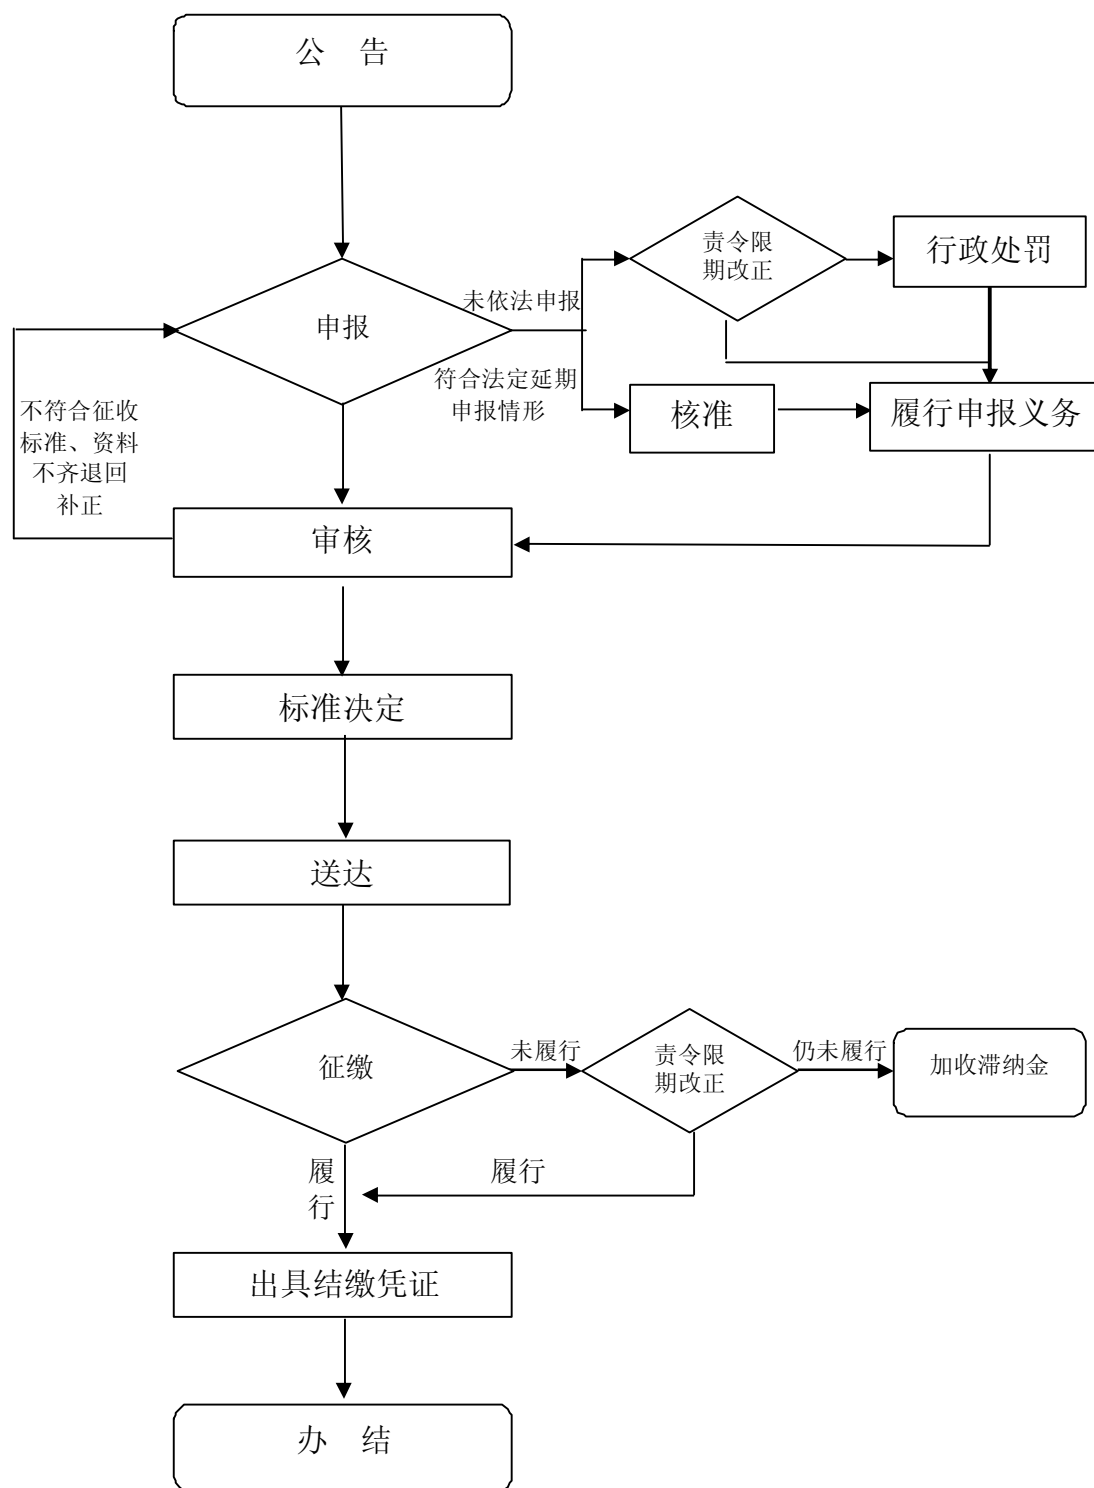 公 告
责令限
期改正
行政处罚
未依法申报
申报
符合法定延期
申报情形
核准
履行申报义务
不符合征收
标准、资料
不齐退回
补正
审核
标准决定
送达
征缴
未履行
责令限
期改正
仍未履行
加收滞纳金
履
行
履行
出具结缴凭证
办 结